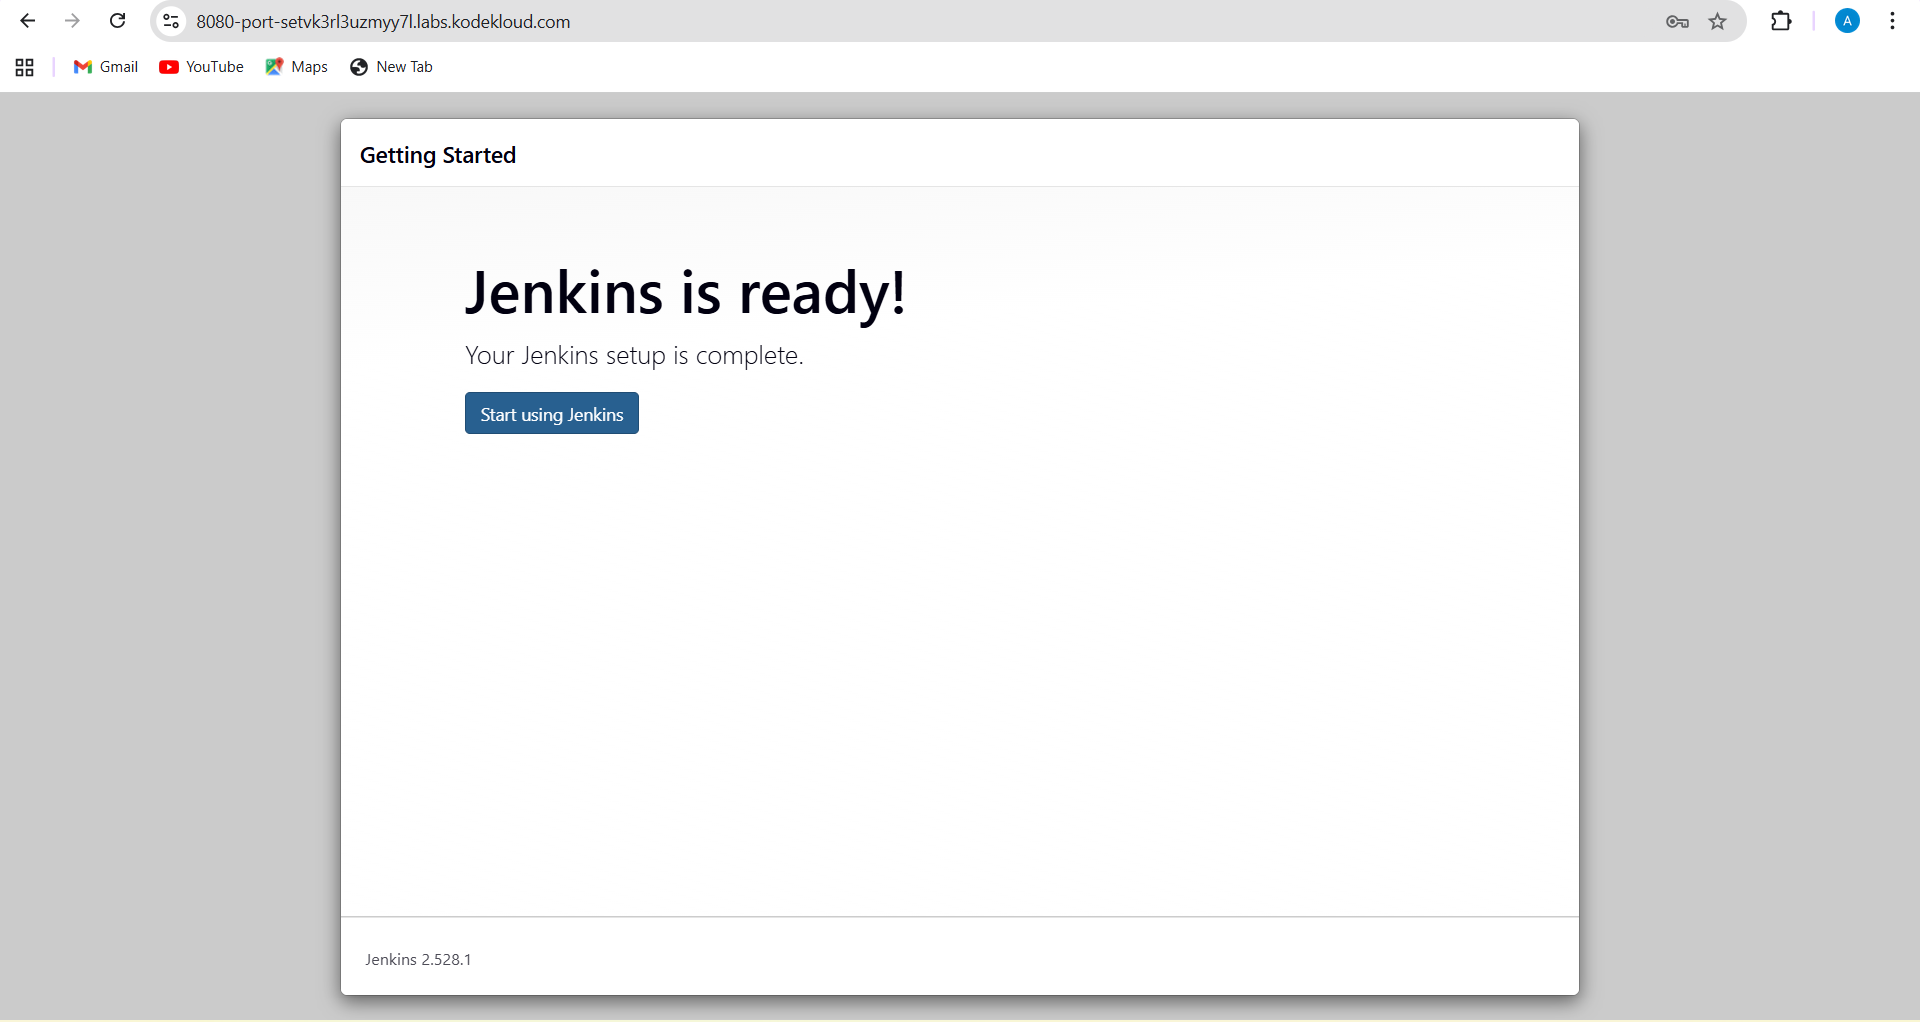 8080-port-setvk3rl3uzmyy7l.labs.kodekloud.com
A
Gmail YouTube Maps New Tab
Getting Started
Jenkins is ready!
Your Jenkins setup is complete.
Start using Jenkins
Jenkins 2.528.1